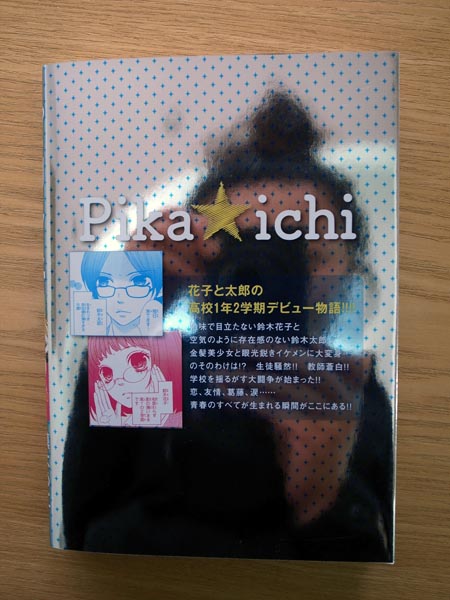 Pika★ichi
花子と太郎の
高校1年2学期デビュー物語!!!
味で目立たない鈴木花子と
空気のように存在感のない鈴木太郎
金髪美少女と眼光鋭きイケメンに大変身
のそのわけは!? 生徒騒然!! 教師蒼白!!
学校を揺るがす大闘争が始まった!!
恋、友情、葛藤、涙……
青春のすべてが生まれる瞬間がここにある!!